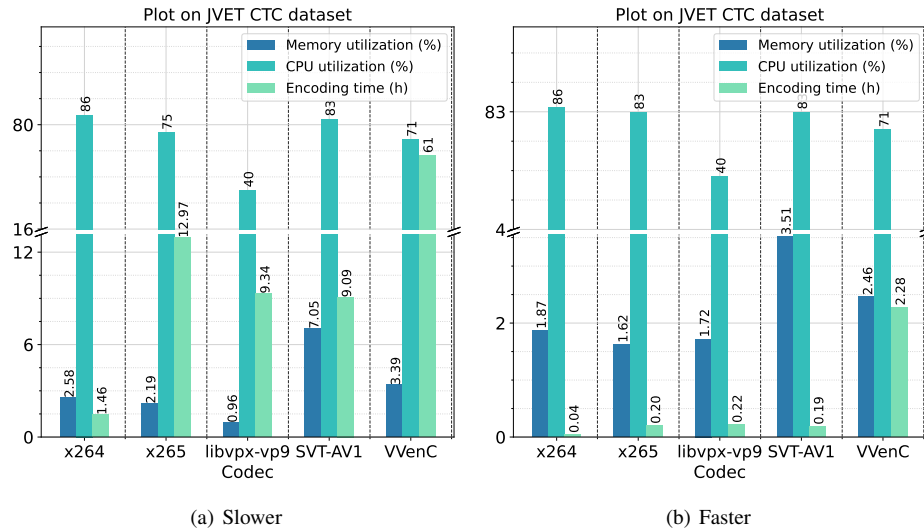 Plot on JVET CTC dataset
Memory utilization (%)
CPU utilization (%)
Encoding time (h)
80
16
12
6
0
2.58
86
1.46
2.19
75
12.97
0.96
40
9.34
7.05
83
9.09
3.39
71
61
x264
x265
libvpx-vp9
SVT-AV1
VVenC
Codec
(a) Slower
Plot on JVET CTC dataset
Memory utilization (%)
CPU utilization (%)
Encoding time (h)
83
4
2
0
1.87
86
0.04
1.62
83
0.20
1.72
40
0.22
3.51
83
0.19
2.46
71
2.28
x264
x265
libvpx-vp9
SVT-AV1
VVenC
Codec
(b) Faster